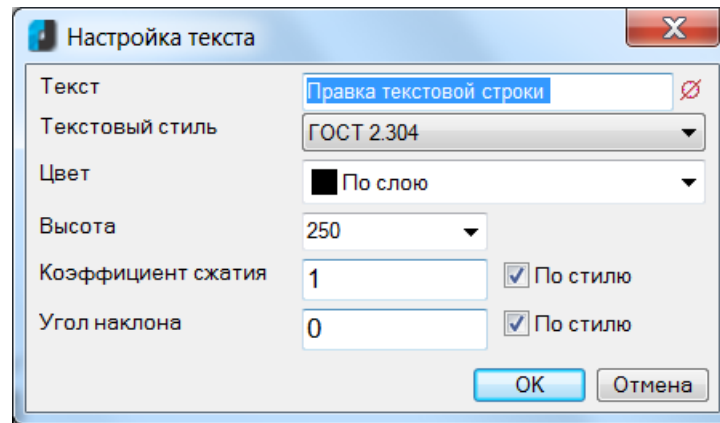 Настройка текста
Текст Правка текстовой строки
Текстовый стиль ГОСТ 2.304
Цвет По слою
Высота 250
Коэффициент сжатия 1 По стилю
Угол наклона 0 По стилю
OK Отмена